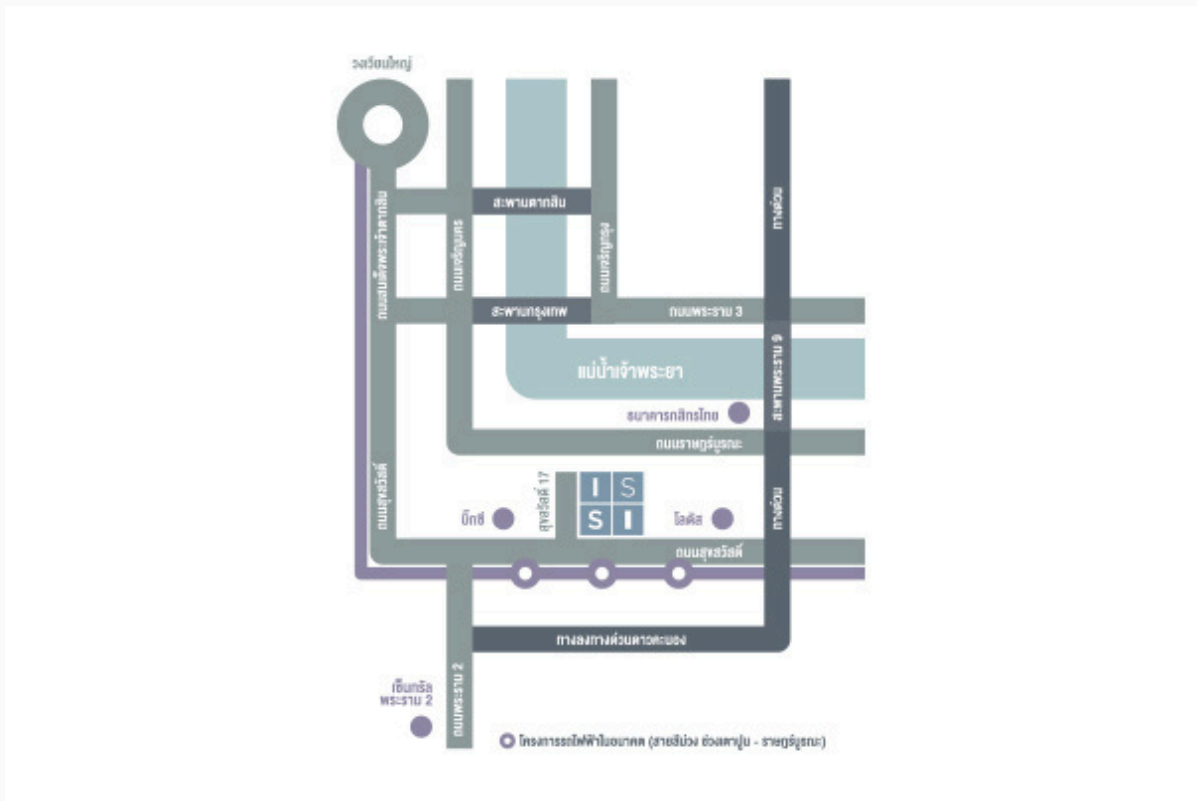 วงเวียนใหญ่
ถนนสมเด็จพระเจ้าตากสิน
ถนนเจริญนคร
สะพานตากสิน
ถนนเจริญกรุง
ทางด่วน
สะพานกรุงเทพ
ถนนพระราม 3
สะพานพระราม 9
แม่น้ำเจ้าพระยา
ธนาคารกสิกรไทย
ถนนราษฎร์บูรณะ
ถนนสุขสวัสดิ์
บิ๊กซี
สุขสวัสดิ์ 17
I S
S I
โลตัส
ทางด่วน
ถนนสุขสวัสดิ์
ทางลงทางด่วนดาวคะนอง
เซ็นทรัล
พระราม 2
ถนนพระราม 2
โครงการรถไฟฟ้าในอนาคต (สายสีม่วง ช่วงเตาปูน - ราษฎร์บูรณะ)